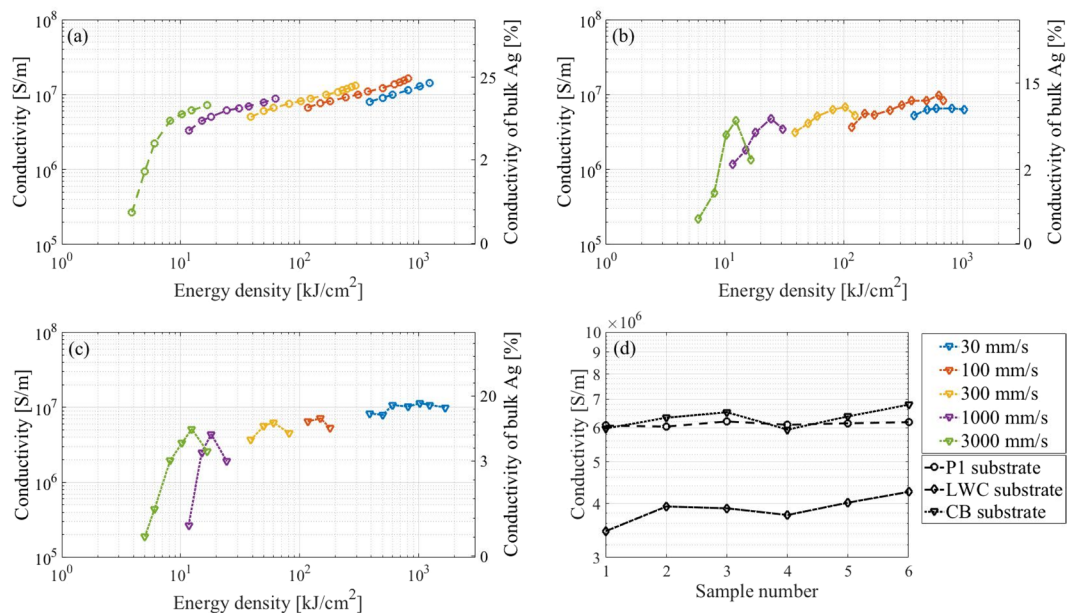 (a)
10^8
10^7
10^6
10^5
Conductivity [S/m]
25
2
0
Conductivity of bulk Ag [%]
10^0
10^1
10^2
10^3
Energy density [kJ/cm^2]
(b)
10^8
10^7
10^6
10^5
Conductivity [S/m]
15
2
0
Conductivity of bulk Ag [%]
10^0
10^1
10^2
10^3
Energy density [kJ/cm^2]
(c)
10^8
10^7
10^6
10^5
Conductivity [S/m]
20
3
0
Conductivity of bulk Ag [%]
10^0
10^1
10^2
10^3
Energy density [kJ/cm^2]
(d)
×10^6
10
9
8
7
6
5
4
3
Conductivity [S/m]
1
2
3
4
5
6
Sample number
30 mm/s
100 mm/s
300 mm/s
1000 mm/s
3000 mm/s
P1 substrate
LWC substrate
CB substrate